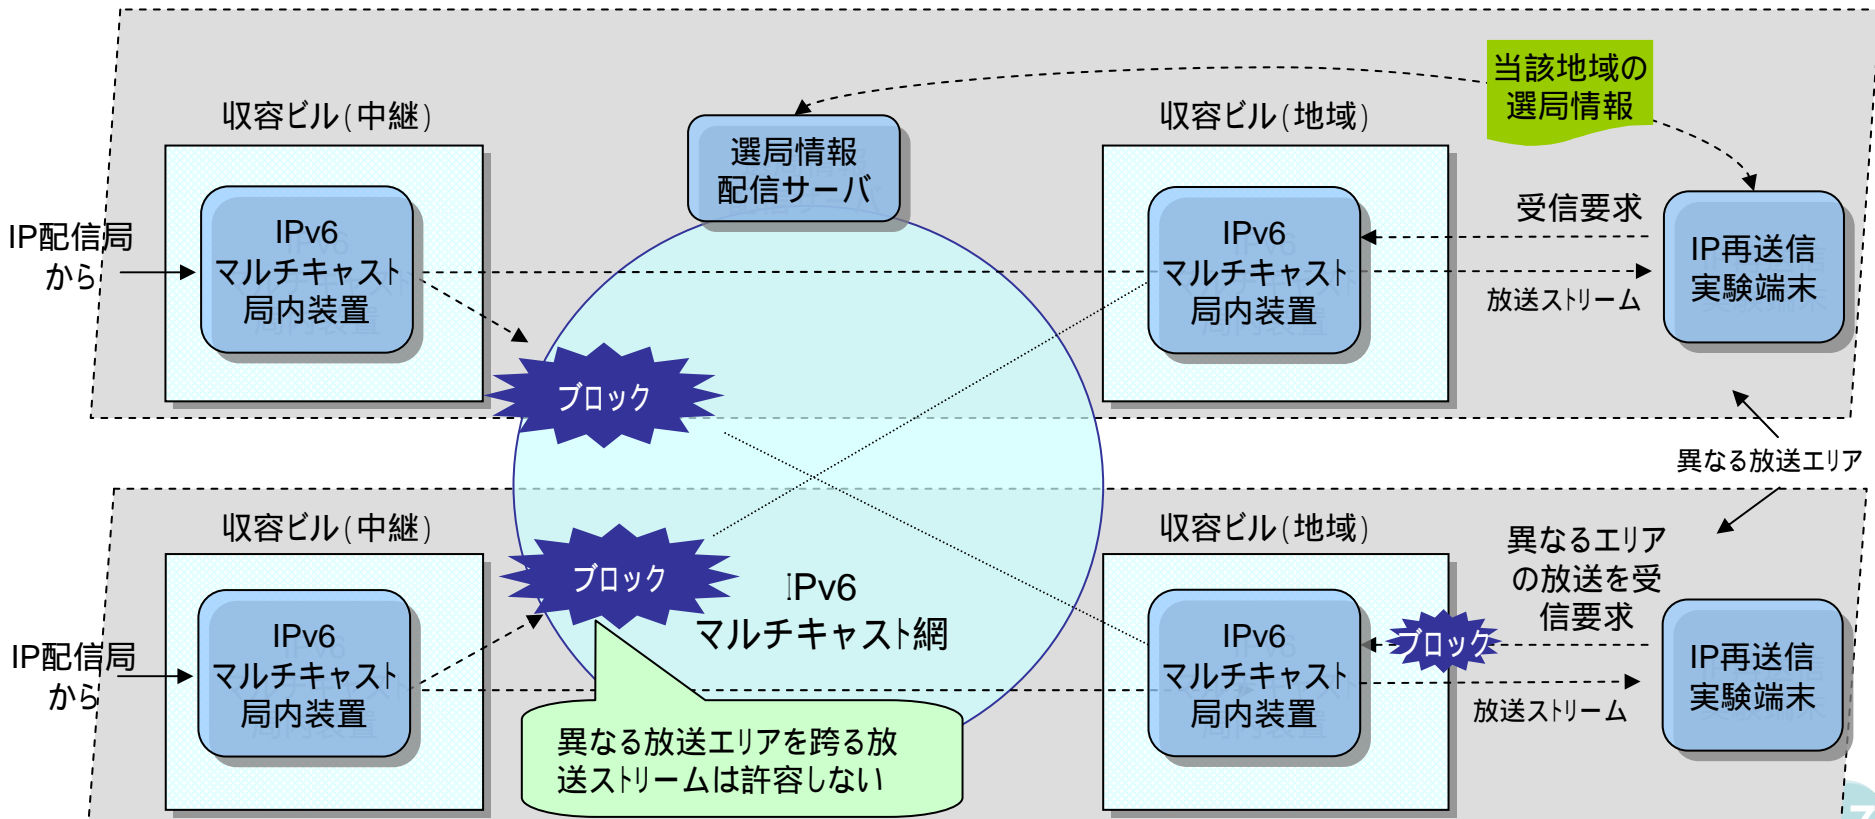 当該地域の
選局情報
収容ビル(中継)
選局情報
配信サーバ
収容ビル(地域)
IP配信局
から
IPv6
マルチキャスト
局内装置
IPv6
マルチキャスト
局内装置
受信要求
放送ストリーム
IP再送信
実験端末
ブロック
異なる放送エリア
収容ビル(中継)
収容ビル(地域)
IP配信局
から
IPv6
マルチキャスト
局内装置
ブロック
IPv6
マルチキャスト網
IPv6
マルチキャスト
局内装置
異なるエリア
の放送を受
信要求
ブロック
放送ストリーム
IP再送信
実験端末
異なる放送エリアを跨る放
送ストリームは許容しない